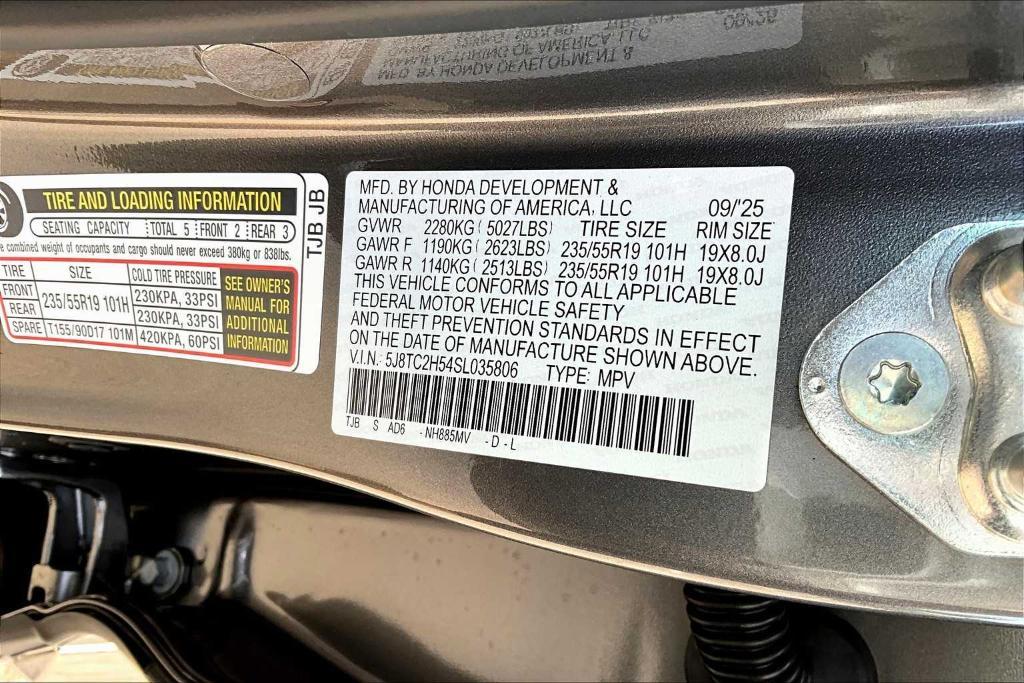 TIRE AND LOADING INFORMATION
SEATING CAPACITY TOTAL 5 FRONT 2 REAR 3
combined weight of occupants and cargo should never exceed 380kg or 838lbs.
TIRE SIZE COLD TIRE PRESSURE
FRONT 235/55R19 101H 230KPA, 33PSI
REAR 230KPA, 33PSI
SPARE T155/90D17 101M 420KPA, 60PSI
SEE OWNER'S
MANUAL FOR
ADDITIONAL
INFORMATION
TJB JB
MFD. BY HONDA DEVELOPMENT &
MANUFACTURING OF AMERICA, LLC 09/'25
GVWR 2280KG(5027LBS) TIRE SIZE RIM SIZE
GAWR F 1190KG(2623LBS) 235/55R19 101H 19X8.0J
GAWR R 1140KG(2513LBS) 235/55R19 101H 19X8.0J
THIS VEHICLE CONFORMS TO ALL APPLICABLE
FEDERAL MOTOR VEHICLE SAFETY
AND THEFT PREVENTION STANDARDS IN EFFECT
ON THE DATE OF MANUFACTURE SHOWN ABOVE.
V.I.N.: 5J8TC2H54SL035806 TYPE: MPV
TJB S AD6 -NH885MV -D-L